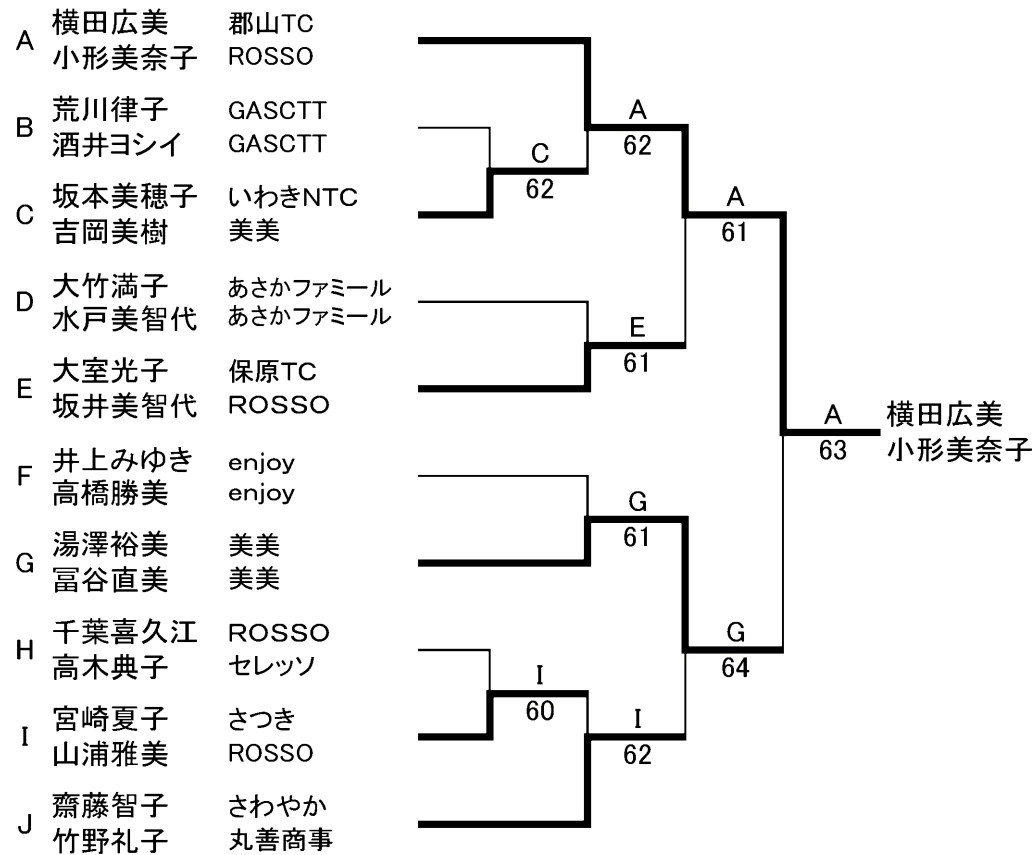 A 横田広美 郡山TC
小形美奈子 ROSSO
B 荒川律子 GASCTT
酒井ヨシイ GASCTT
C 坂本美穂子 いわきNTC
吉岡美樹 美美
D 大竹満子 あさかファミール
水戸美智代 あさかファミール
E 大室光子 保原TC
坂井美智代 ROSSO
F 井上みゆき enjoy
高橋勝美 enjoy
G 湯澤裕美 美美
冨谷直美 美美
H 千葉喜久江 ROSSO
高木典子 セレッソ
I 宮崎夏子 さつき
山浦雅美 ROSSO
J 齋藤智子 さわやか
竹野礼子 丸善商事
C
62
I
60
A
62
E
61
G
61
I
62
A
61
G
64
A
63
横田広美
小形美奈子